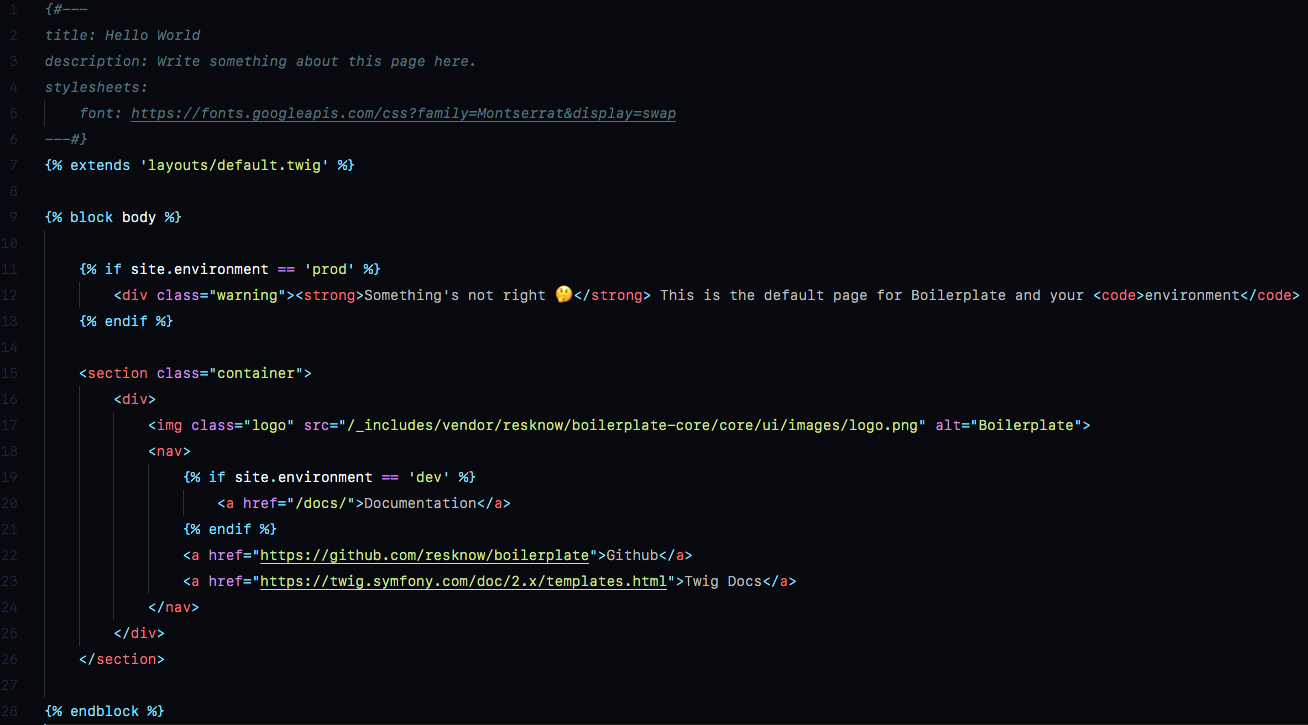 1 {#---
2 title: Hello World
3 description: Write something about this page here.
4 stylesheets:
5     font: https://fonts.googleapis.com/css?family=Montserrat&display=swap
6 ---#}
7 {% extends 'layouts/default.twig' %}
8
9 {% block body %}
10
11     {% if site.environment == 'prod' %}
12         <div class="warning"><strong>Something's not right 🤔</strong> This is the default page for Boilerplate and your <code>environment</code>
13     {% endif %}
14
15     <section class="container">
16         <div>
17             <img class="logo" src="/_includes/vendor/resknow/boilerplate-core/core/ui/images/logo.png" alt="Boilerplate">
18             <nav>
19                 {% if site.environment == 'dev' %}
20                     <a href="/docs/">Documentation</a>
21                 {% endif %}
22                 <a href="https://github.com/resknow/boilerplate">Github</a>
23                 <a href="https://twig.symfony.com/doc/2.x/templates.html">Twig Docs</a>
24             </nav>
25         </div>
26     </section>
27
28 {% endblock %}